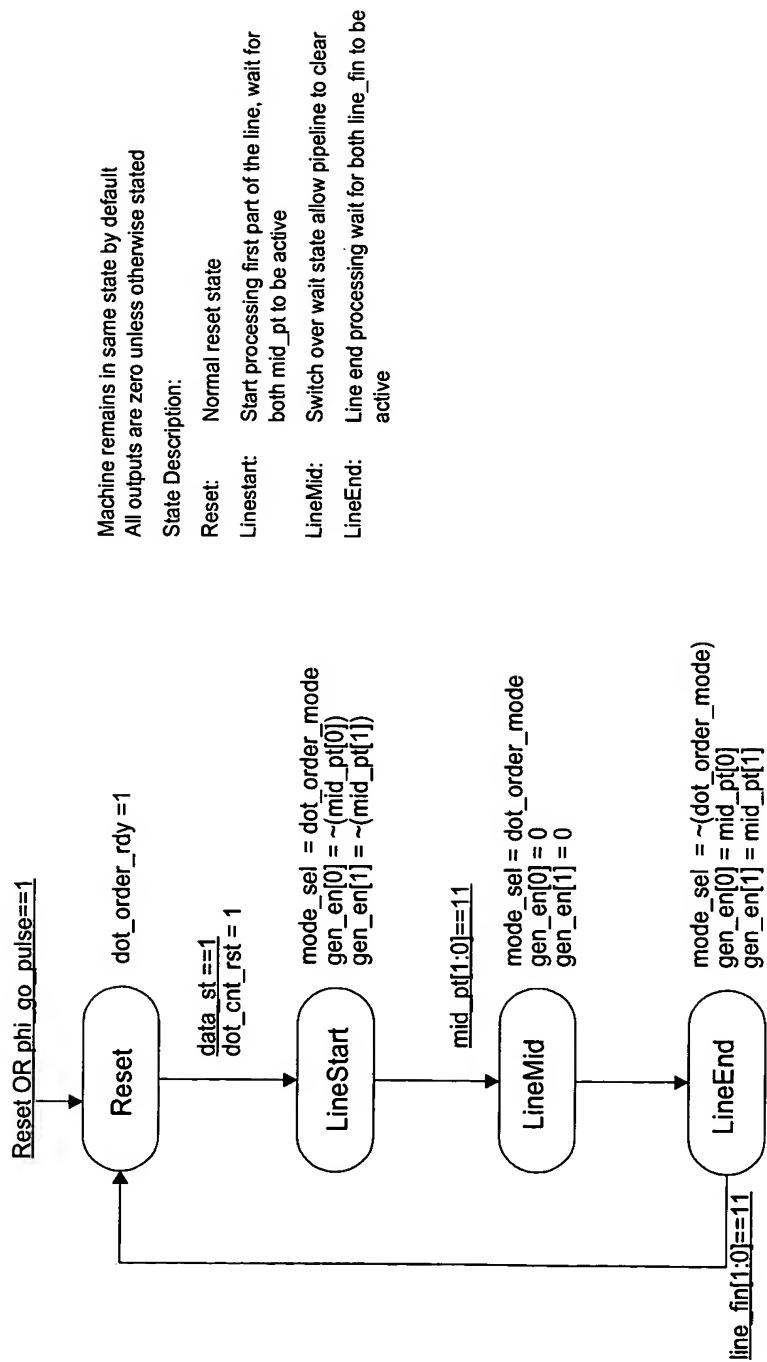 Reset OR phi_go_pulse==1
Reset
dot_order_rdy =1
data_st ==1
dot_cnt_rst = 1
LineStart
mode_sel = dot_order_mode
gen_en[0] = ~(mid_pt[0])
gen_en[1] = ~(mid_pt[1])
mid_pt[1:0]==11
LineMid
mode_sel = dot_order_mode
gen_en[0] = 0
gen_en[1] = 0
LineEnd
mode_sel = ~(dot_order_mode)
gen_en[0] = mid_pt[0]
gen_en[1] = mid_pt[1]
line_fin[1:0]==11
Machine remains in same state by default
All outputs are zero unless otherwise stated
State Description:
Reset: Normal reset state
Linestart: Start processing first part of the line, wait for
both mid_pt to be active
LineMid: Switch over wait state allow pipeline to clear
LineEnd: Line end processing wait for both line_fin to be
active